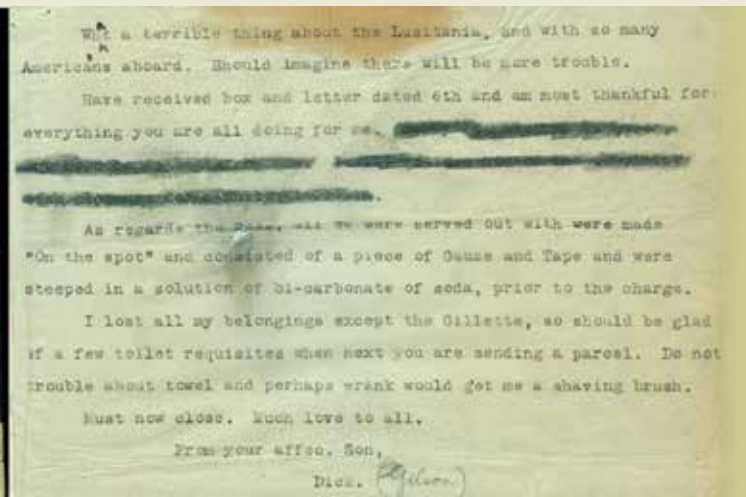 What a terrible thing about the Lusitania, and with so many
Americans aboard. Should imagine there will be more trouble.
Have received box and letter dated 6th and am most thankful for
everything you are all doing for me.
As regards the all we were served out with were made
"On the spot" and consisted of a piece of Gauze and Tape and were
steeped in a solution of bi-carbonate of soda, prior to the charge.
I lost all my belongings except the Gillette, so should be glad
of a few toilet requisites when next you are sending a parcel. Do not
trouble about towel and perhaps would get me a shaving brush.
Must now close. Much love to all.
From your affec. Son,
Dick. (Gilson)